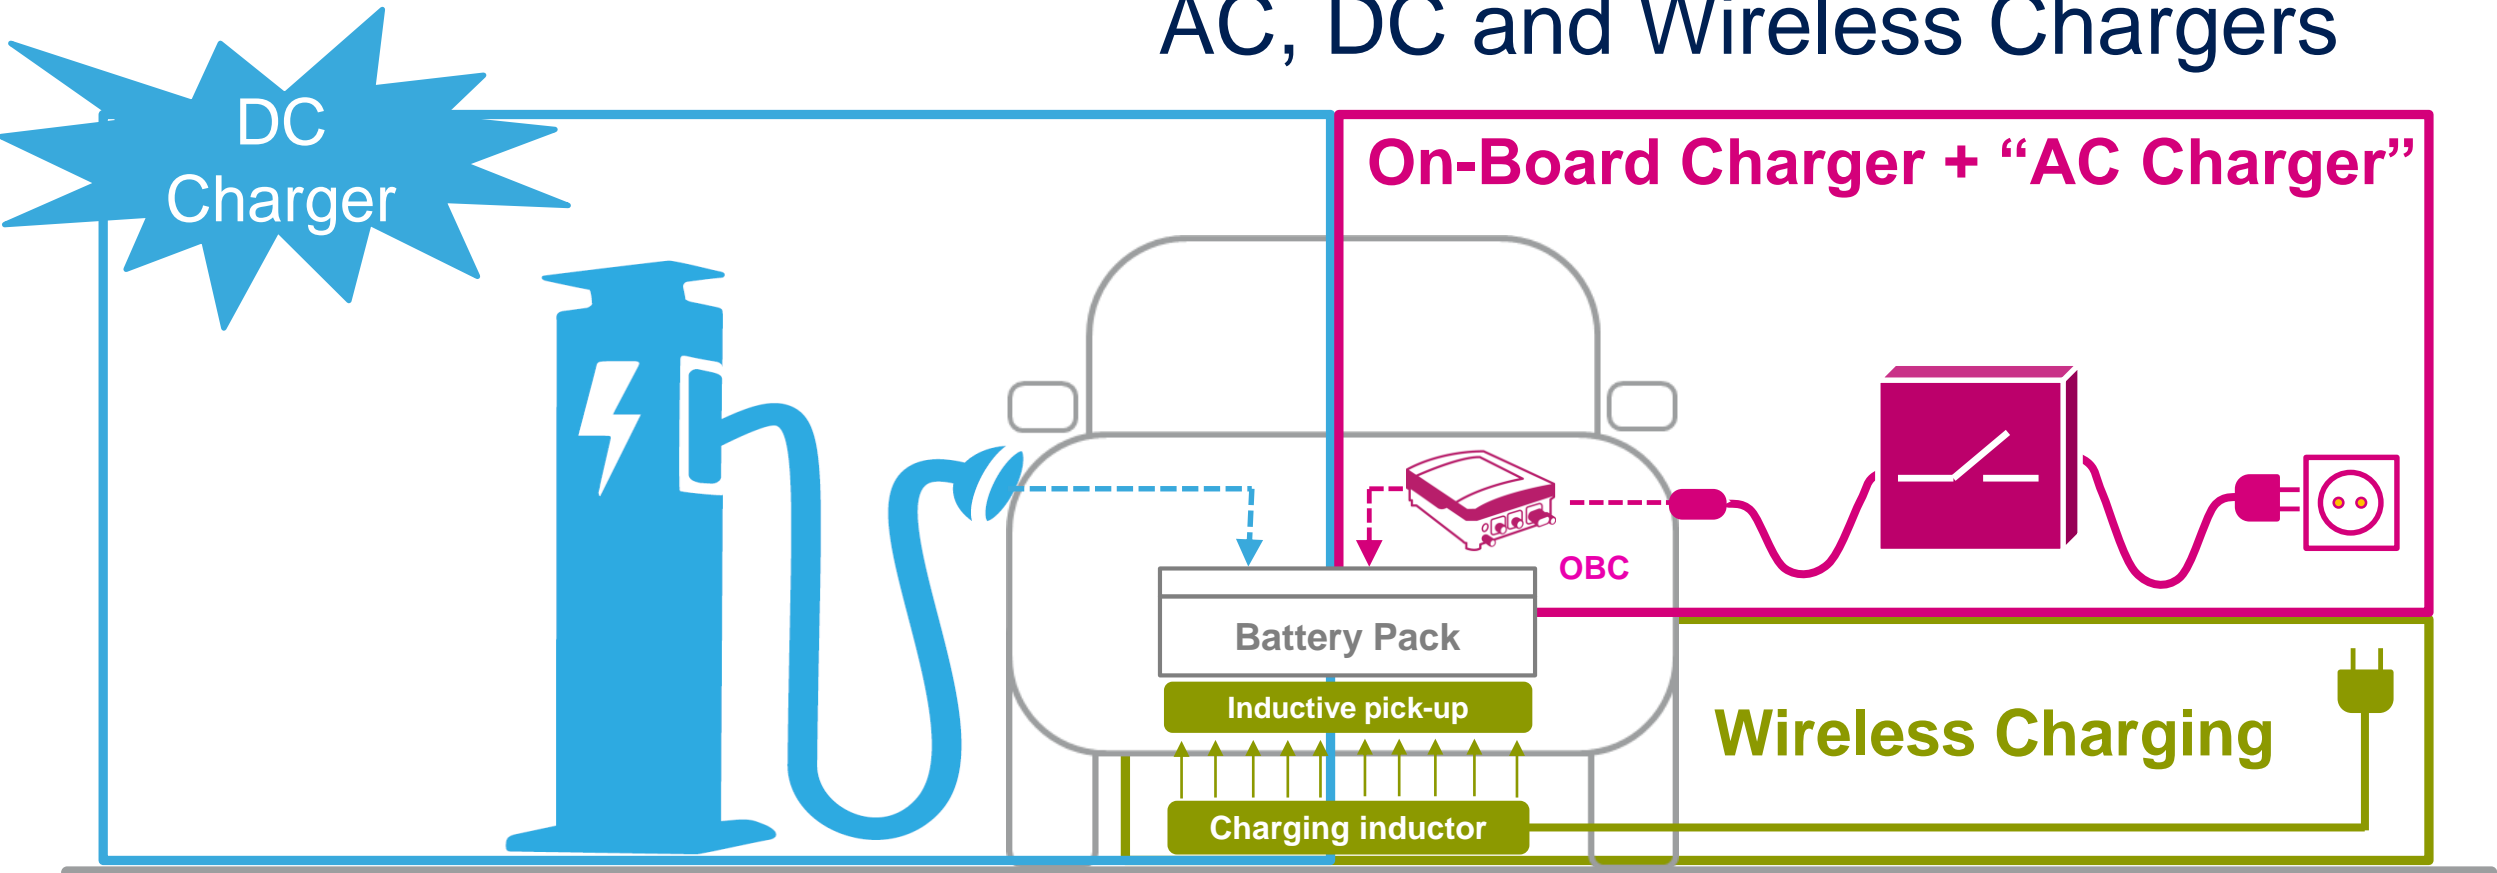 AC, DC and Wireless Chargers
DC
Charger
On-Board Charger + “AC Charger”
OBC
Battery Pack
Inductive pick-up
Wireless Charging
Charging inductor